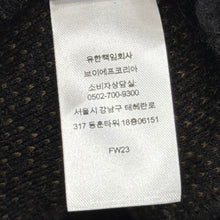 유한책임회사
브이에프코리아
소비자상담실:
0502-700-9300
서울시 강남구 테헤란로
317 동훈타워 18층 06151
FW23